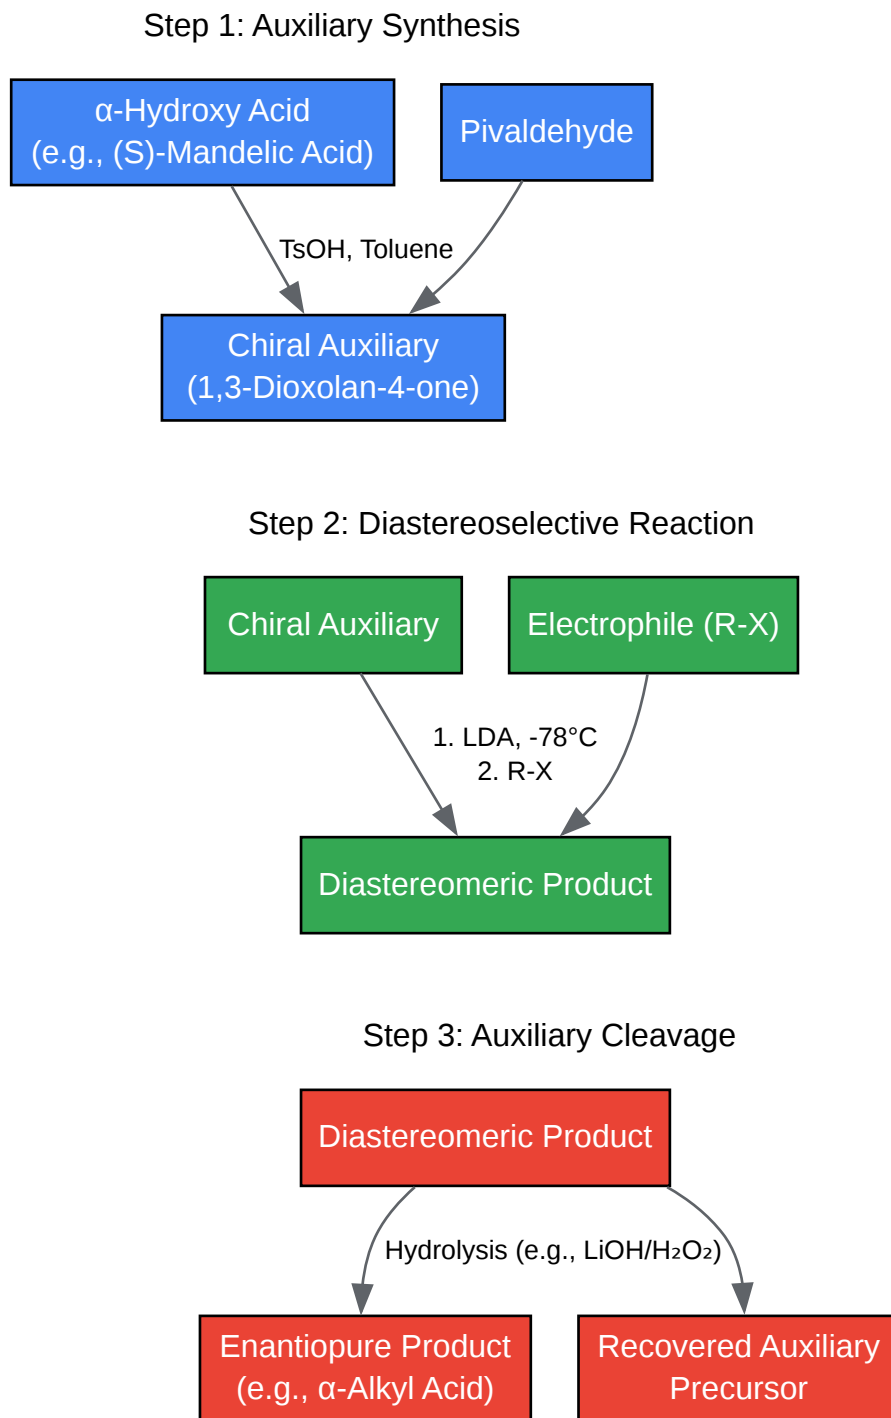 Step 1: Auxiliary Synthesis
α-Hydroxy Acid
(e.g., (S)-Mandelic Acid)
Pivaldehyde
TsOH, Toluene
Chiral Auxiliary
(1,3-Dioxolan-4-one)
Step 2: Diastereoselective Reaction
Chiral Auxiliary
Electrophile (R-X)
1. LDA, -78°C
2. R-X
Diastereomeric Product
Step 3: Auxiliary Cleavage
Diastereomeric Product
Hydrolysis (e.g., LiOH/H₂O₂)
Enantiopure Product
(e.g., α-Alkyl Acid)
Recovered Auxiliary
Precursor